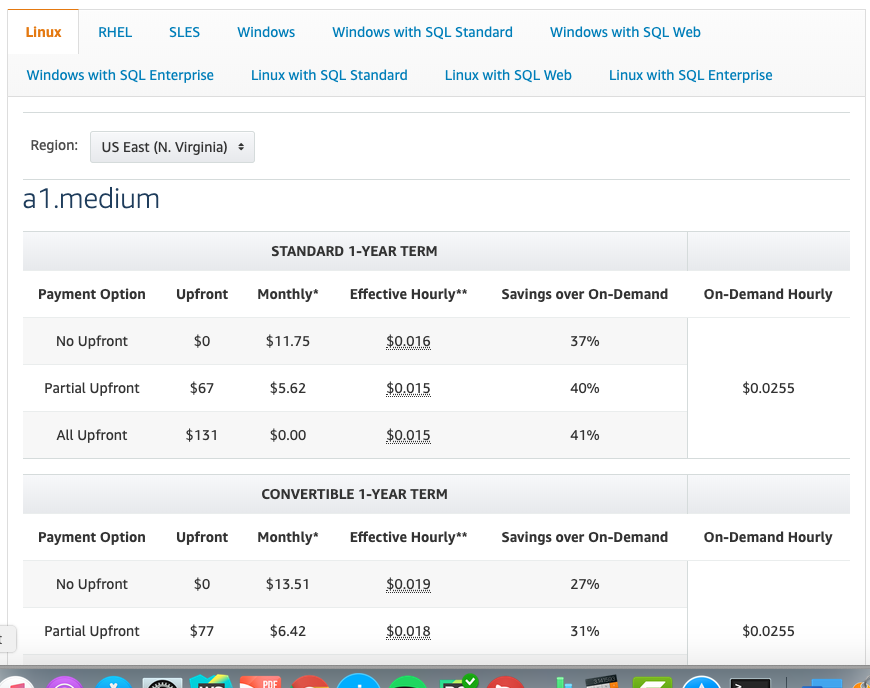 Linux RHEL SLES Windows Windows with SQL Standard Windows with SQL Web
Windows with SQL Enterprise Linux with SQL Standard Linux with SQL Web Linux with SQL Enterprise
Region: US East (N. Virginia)
a1.medium
STANDARD 1-YEAR TERM
Payment Option Upfront Monthly* Effective Hourly** Savings over On-Demand On-Demand Hourly
No Upfront $0 $11.75 $0.016 37%
Partial Upfront $67 $5.62 $0.015 40% $0.0255
All Upfront $131 $0.00 $0.015 41%
CONVERTIBLE 1-YEAR TERM
Payment Option Upfront Monthly* Effective Hourly** Savings over On-Demand On-Demand Hourly
No Upfront $0 $13.51 $0.019 27%
Partial Upfront $77 $6.42 $0.018 31% $0.0255
PDF